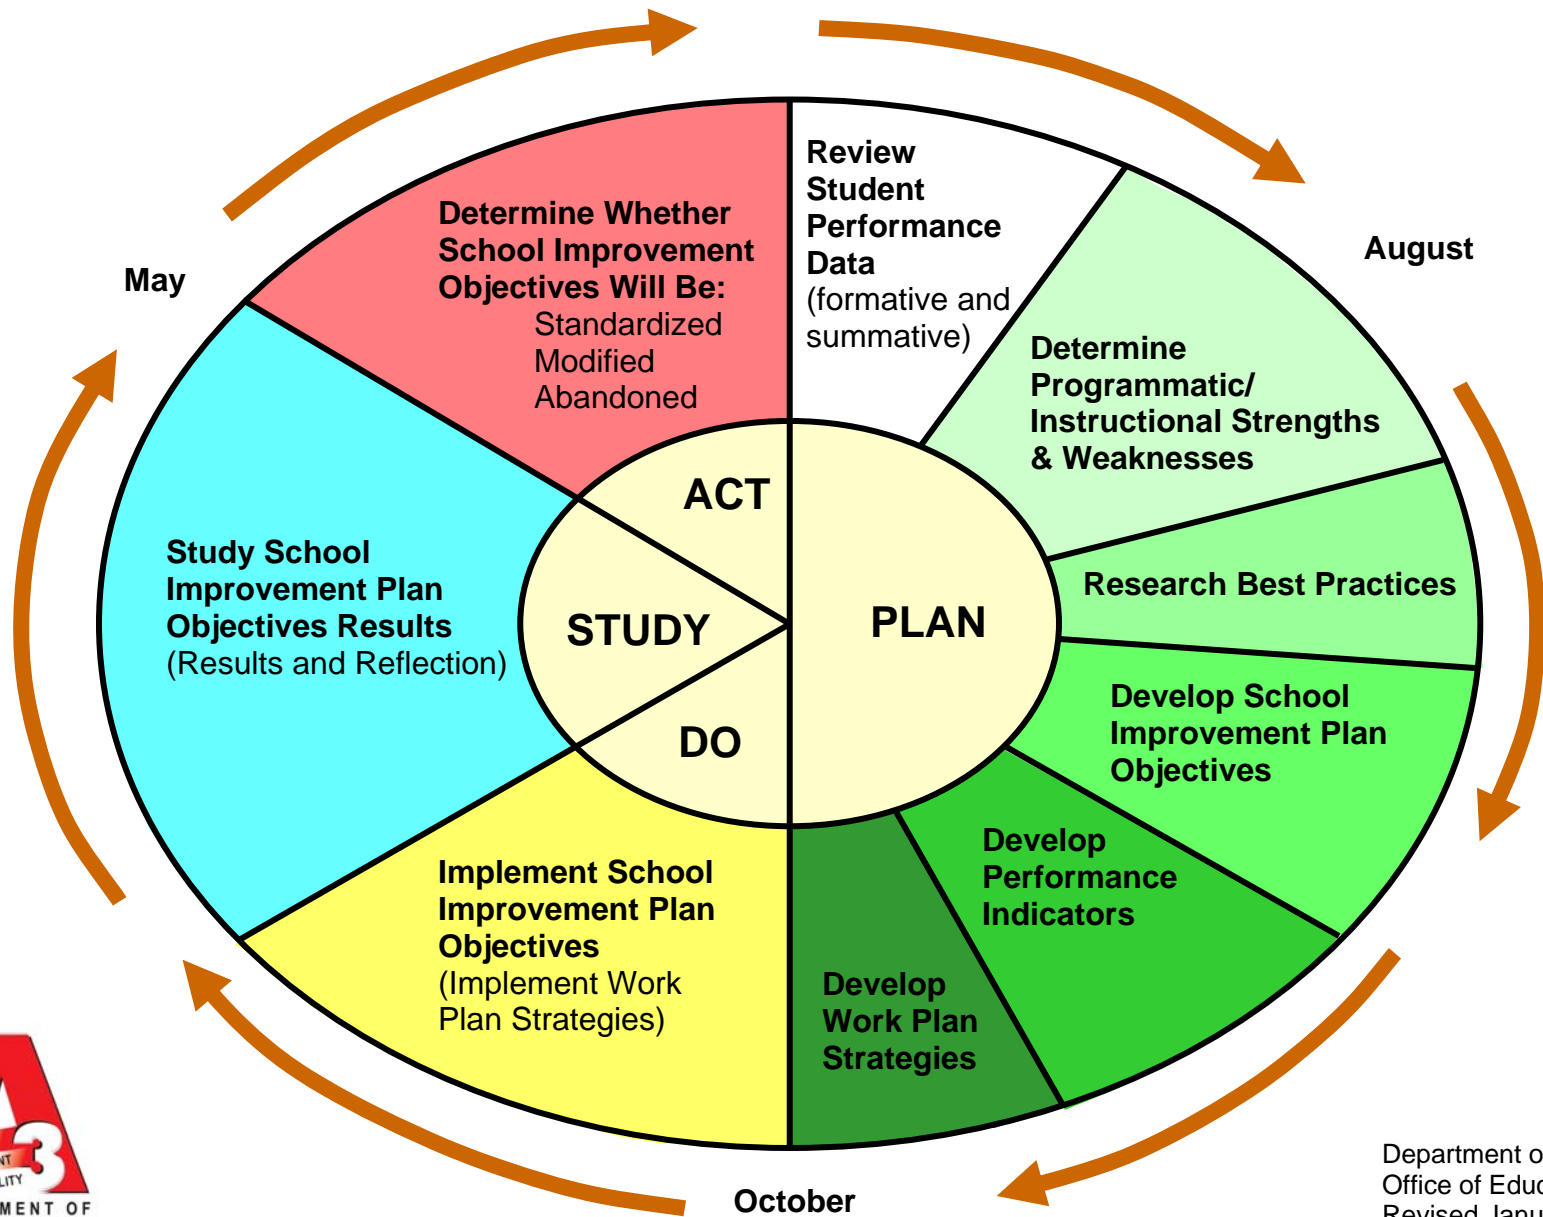 Review
Student
Performance
Data
(formative and
summative)
August
Determine
Programmatic/
Instructional Strengths
& Weaknesses
Research Best Practices
Develop School
Improvement Plan
Objectives
Develop
Performance
Indicators
Develop
Work Plan
Strategies
October
Implement School
Improvement Plan
Objectives
(Implement Work
Plan Strategies)
Study School
Improvement Plan
Objectives Results
(Results and Reflection)
May
Determine Whether
School Improvement
Objectives Will Be:
Standardized
Modified
Abandoned
ACT
STUDY
DO
PLAN
3
Department
Office of
Revised